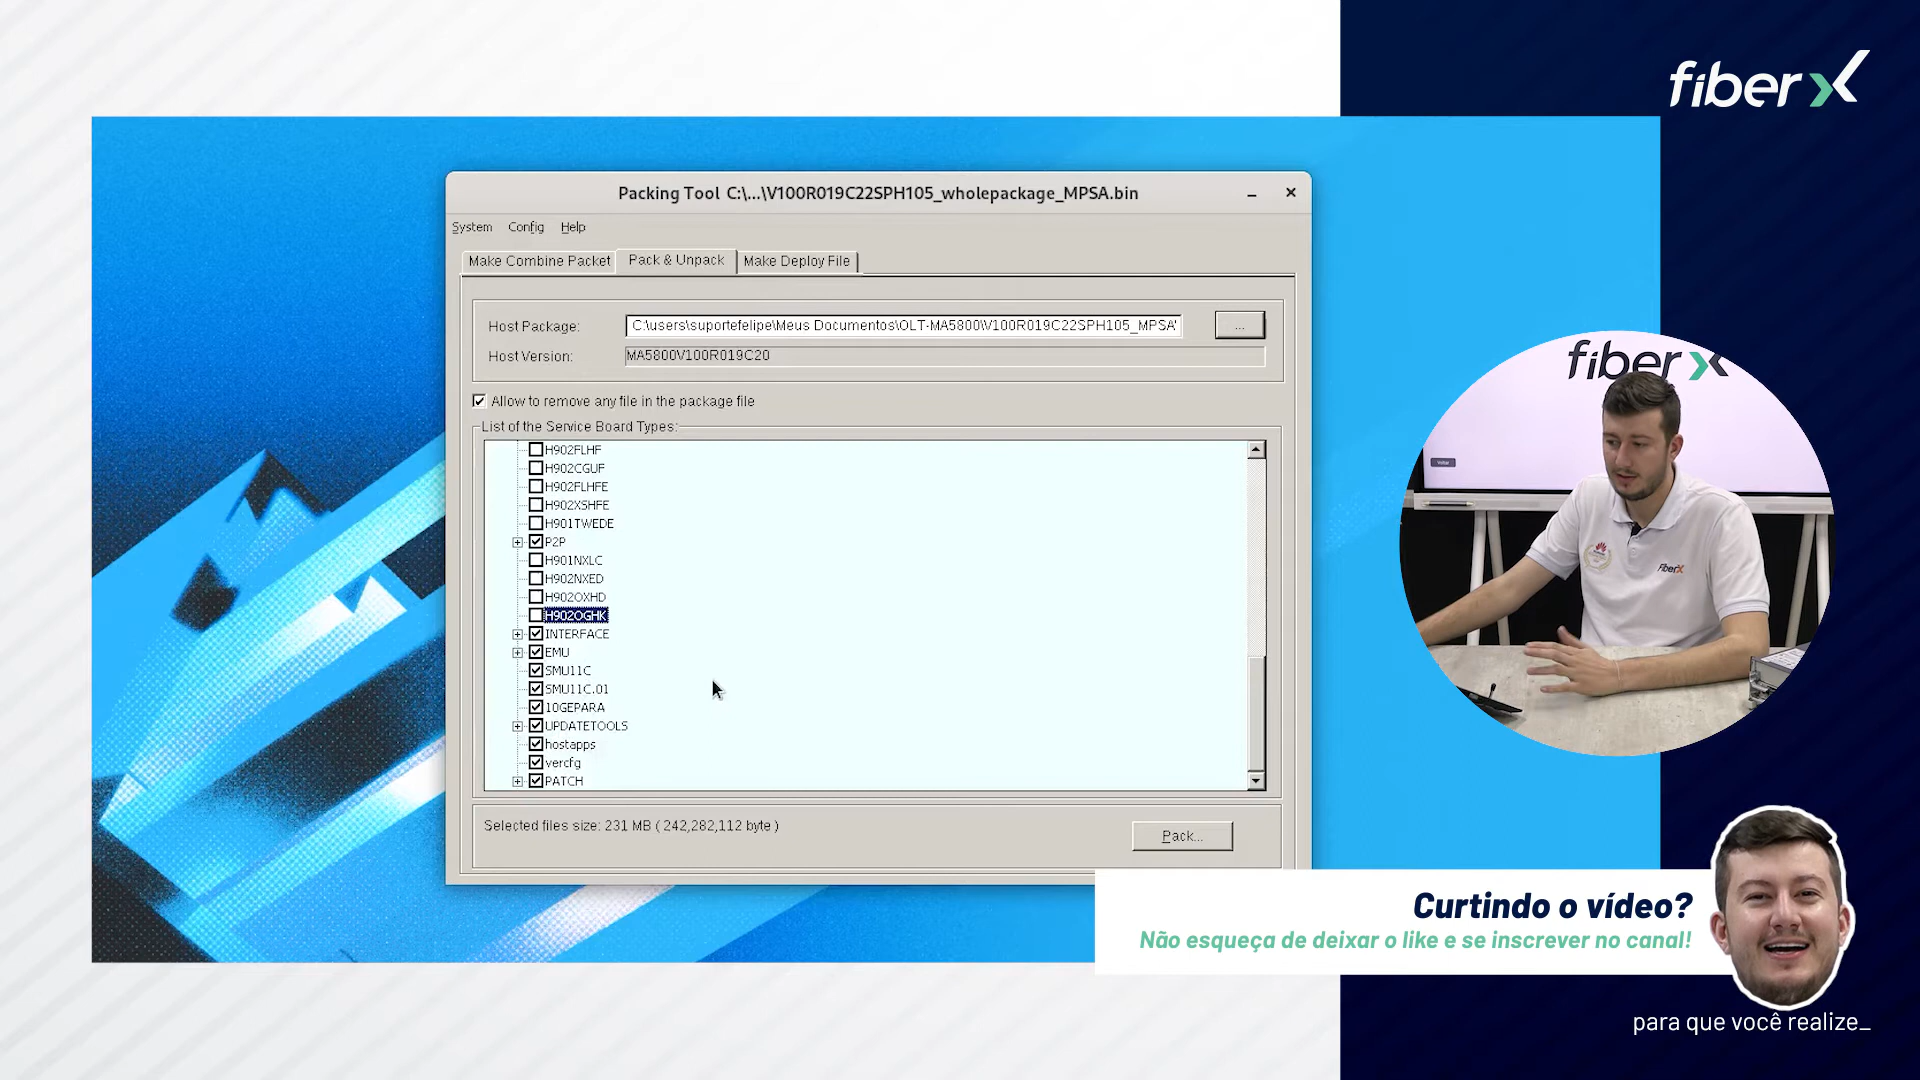 fiberx
Packing Tool C:\...\V100R019C22SPH105_wholepackage_MPSA.bin
System Config Help
Make Combine Packet Pack & Unpack Make Deploy File
Host Package: C:\users\suportefelipe\Meus Documentos\OLT-MA5800\V100R019C22SPH105_MPSA\ ...
Host Version: MA5800V100R019C20
Allow to remove any file in the package file
List of the Service Board Types:
H902FLHF
H902CGUF
H902FLHFE
H902XSHFE
H901TWEDE
P2P
H901NXLC
H902NXED
H902OXHD
H902OGHK
INTERFACE
EMU
SMU11C
SMU11C.01
10GEPARA
UPDATETOOLS
hostapps
vercfg
PATCH
Selected files size: 231 MB ( 242,282,112 byte )
Pack...
fiberx
Voltar
FiberX
Curtindo o vídeo?
Não esqueça de deixar o like e se inscrever no canal!
para que você realize_